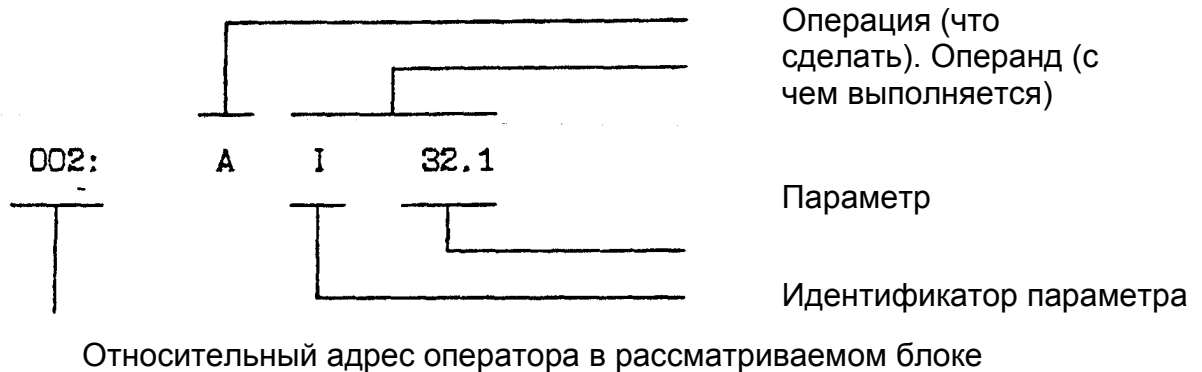 Операция (что
сделать). Операнд (с
чем выполняется)
002: A I 32.1
Параметр
Идентификатор параметра
Относительный адрес оператора в рассматриваемом блоке